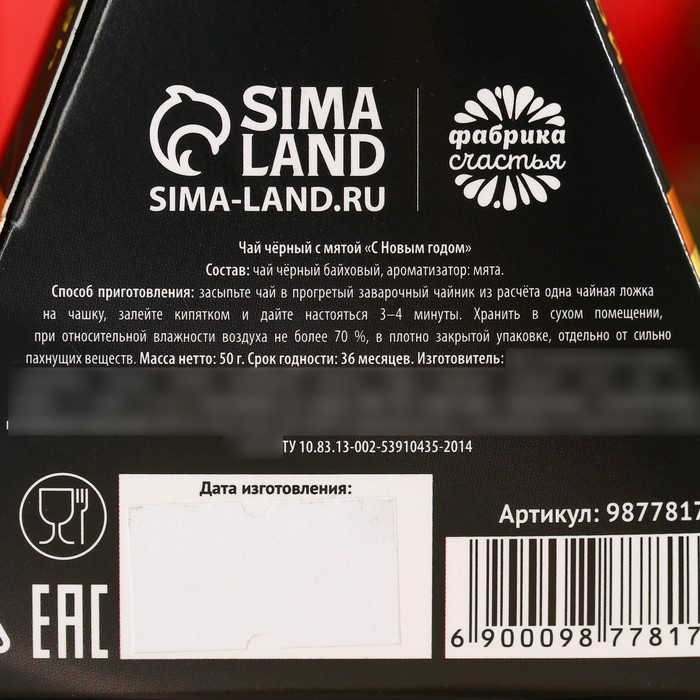 SIMA
LAND
SIMA-LAND.RU
фабрика
счастья
Чай чёрный с мятой «С Новым годом»
Состав: чай чёрный байховый, ароматизатор: мята.
Способ приготовления: засыпьте чай в прогретый заварочный чайник из расчёта одна чайная ложка
на чашку, залейте кипятком и дайте настояться 3–4 минуты. Хранить в сухом помещении,
при относительной влажности воздуха не более 70 %, в плотно закрытой упаковке, отдельно от сильно
пахнущих веществ. Масса нетто: 50 г. Срок годности: 36 месяцев. Изготовитель:
ТУ 10.83.13-002-53910435-2014
Дата изготовления:
Артикул: 9877817
EAC
6 900098 77817